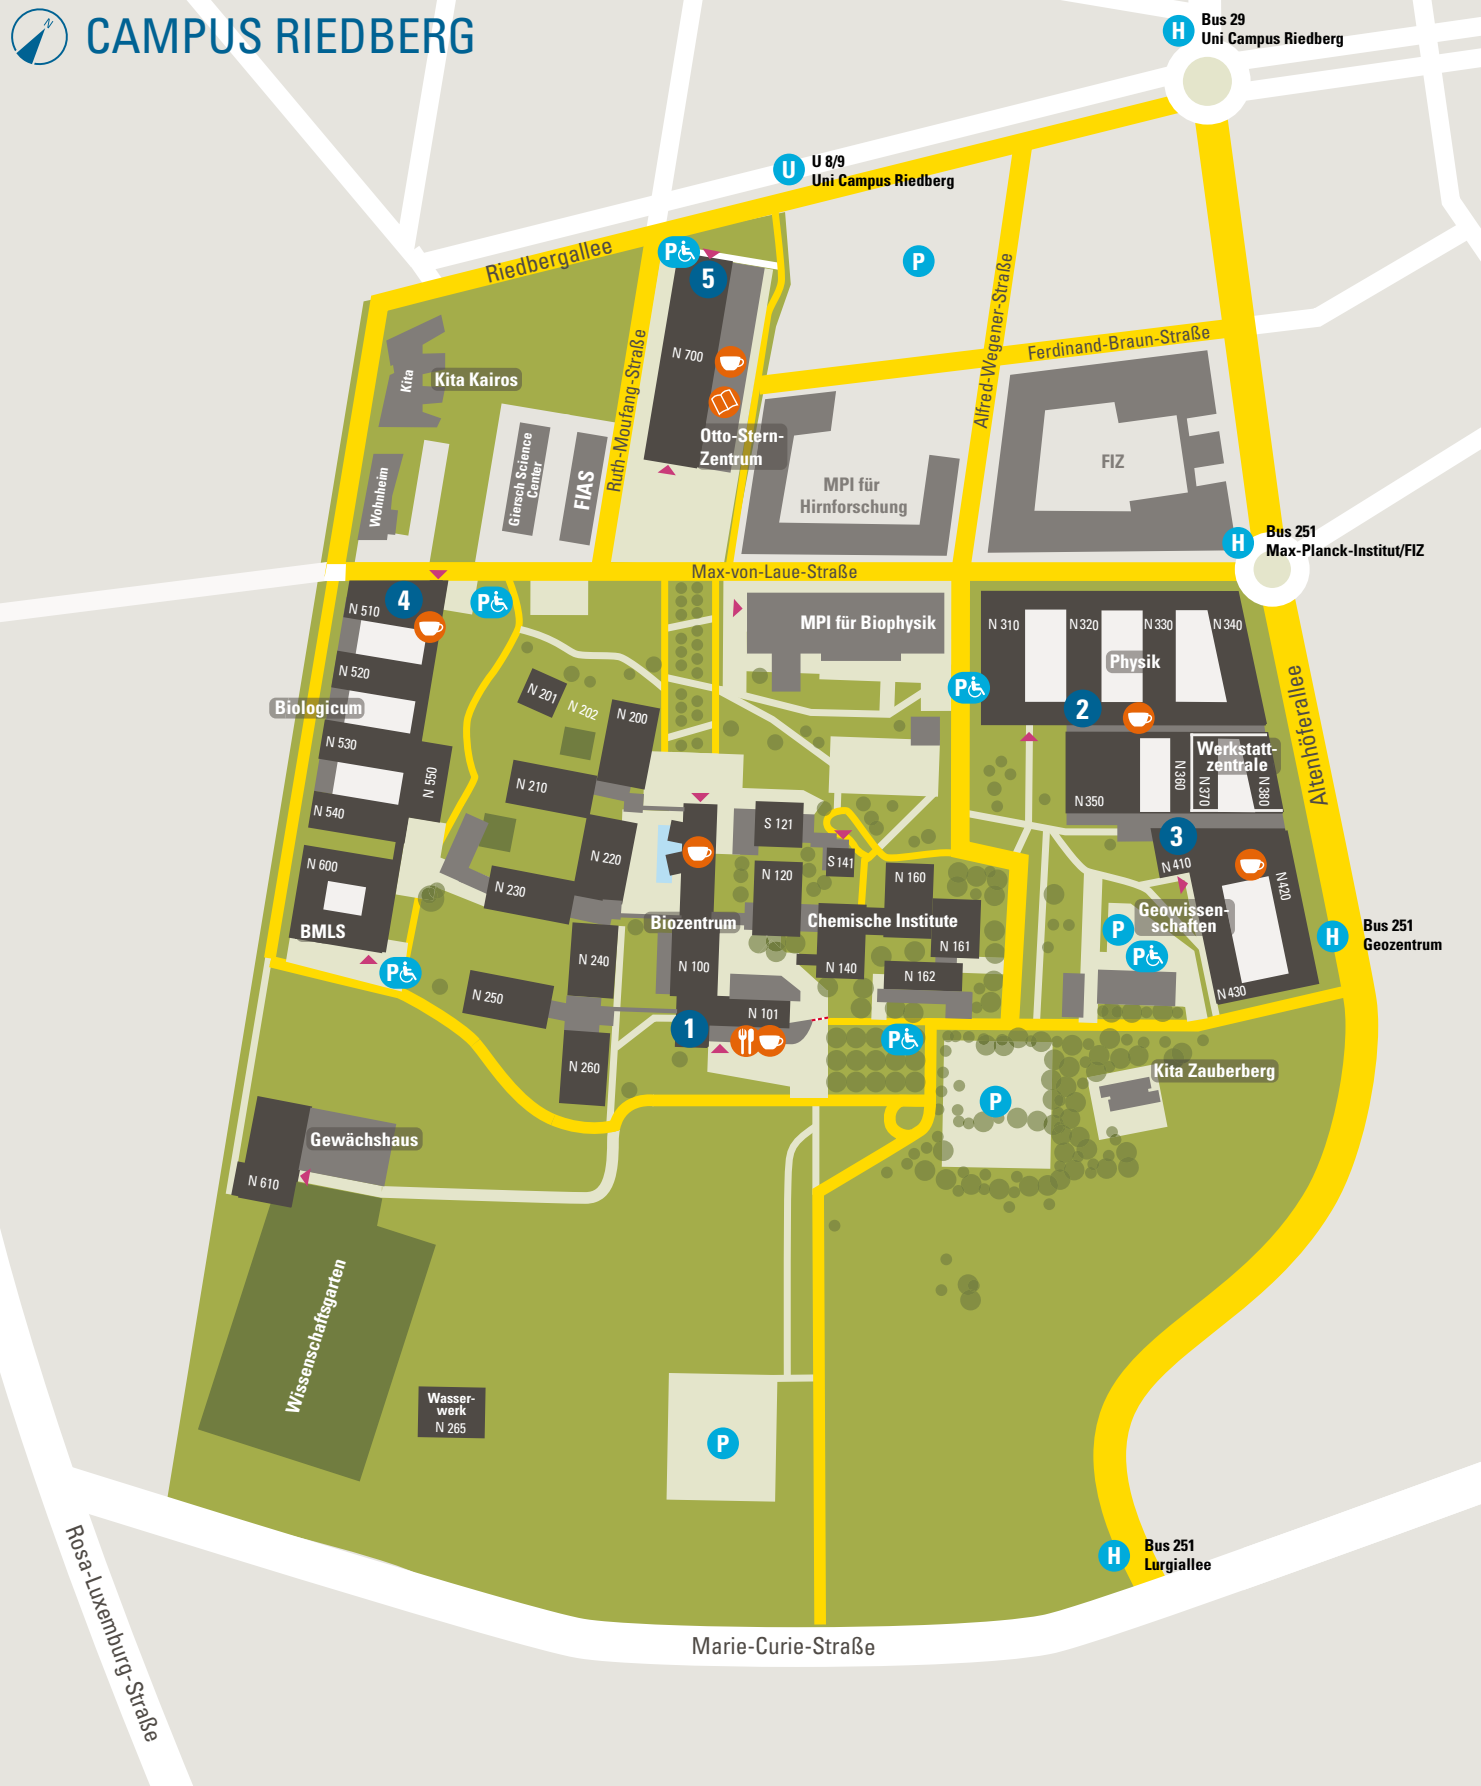 N
CAMPUS RIEDBERG
H
Bus 29
Uni Campus Riedberg
U
U 8/9
Uni Campus Riedberg
Riedbergallee
P
5
P
Ruth-Moufang-Straße
Alfred-Wegener-Straße
Ferdinand-Braun-Straße
N 700
Kita
Kita Kairos
Otto-Stern-
Zentrum
Wohnheim
Giersch Science
Center
FIAS
MPI für
Hirnforschung
FIZ
H
Bus 251
Max-Planck-Institut/FIZ
Max-von-Laue-Straße
4
P
N 510
N 520
Biologicum
N 530
N 540
N 550
N 600
BMLS
P
N 201
N 202
N 200
N 210
N 220
N 230
N 240
N 250
N 260
MPI für Biophysik
P
N 310
N 320
N 330
N 340
Physik
2
Werkstatt-
zentrale
N 350
N 360
N 370
N 380
Altenhöferallee
3
N 410
N 420
N 430
Geowissen-
schaften
P
P
H
Bus 251
Geozentrum
S 121
S 141
N 120
N 160
Biozentrum
Chemische Institute
N 161
N 140
N 162
N 100
N 101
1
P
P
Kita Zauberberg
Gewächshaus
N 610
Wissenschaftsgarten
Wasser-
werk
N 265
P
H
Bus 251
Lurgiallee
Rosa-Luxemburg-Straße
Marie-Curie-Straße